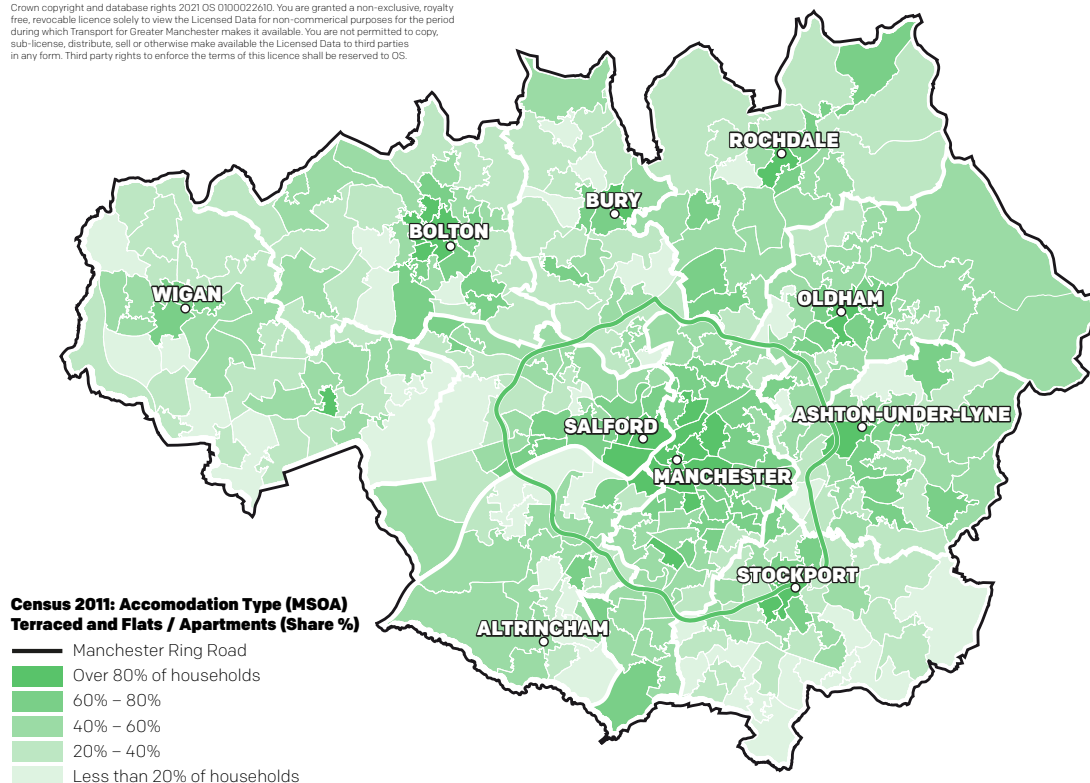 Crown copyright and database rights 2021 OS 0100022610. You are granted a non-exclusive, royalty
free, revocable licence solely to view the Licensed Data for non-commerical purposes for the period
during which Transport for Greater Manchester makes it available. You are not permitted to copy,
sub-license, distribute, sell or otherwise make available the Licensed Data to third parties
in any form. Third party rights to enforce the terms of this licence shall be reserved to OS.
ROCHDALE
BURY
BOLTON
WIGAN
OLDHAM
ASHTON-UNDER-LYNE
SALFORD
MANCHESTER
STOCKPORT
ALTRINCHAM
Census 2011: Accomodation Type (MSOA)
Terraced and Flats / Apartments (Share %)
Manchester Ring Road
Over 80% of households
60% – 80%
40% – 60%
20% – 40%
Less than 20% of households